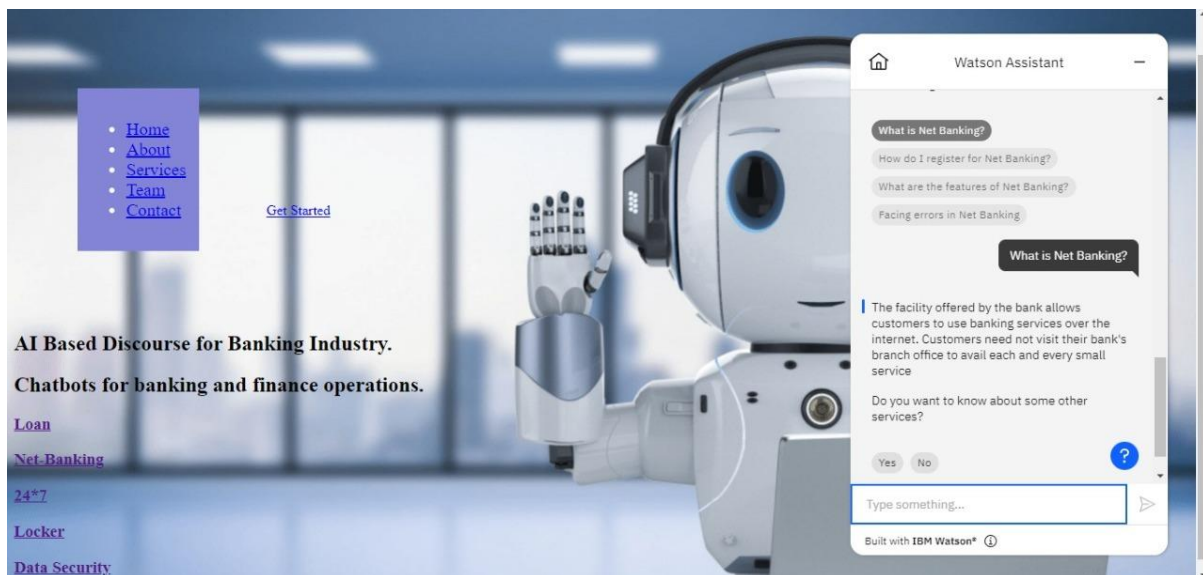 Home
About
Services
Team
Contact
Get Started
AI Based Discourse for Banking Industry.
Chatbots for banking and finance operations.
Loan
Net-Banking
24*7
Locker
Data Security
Watson Assistant
What is Net Banking?
How do I register for Net Banking?
What are the features of Net Banking?
Facing errors in Net Banking
What is Net Banking?
The facility offered by the bank allows
customers to use banking services over the
internet. Customers need not visit their bank's
branch office to avail each and every small
service
Do you want to know about some other
services?
Yes No
?
Type something...
Built with IBM Watson®